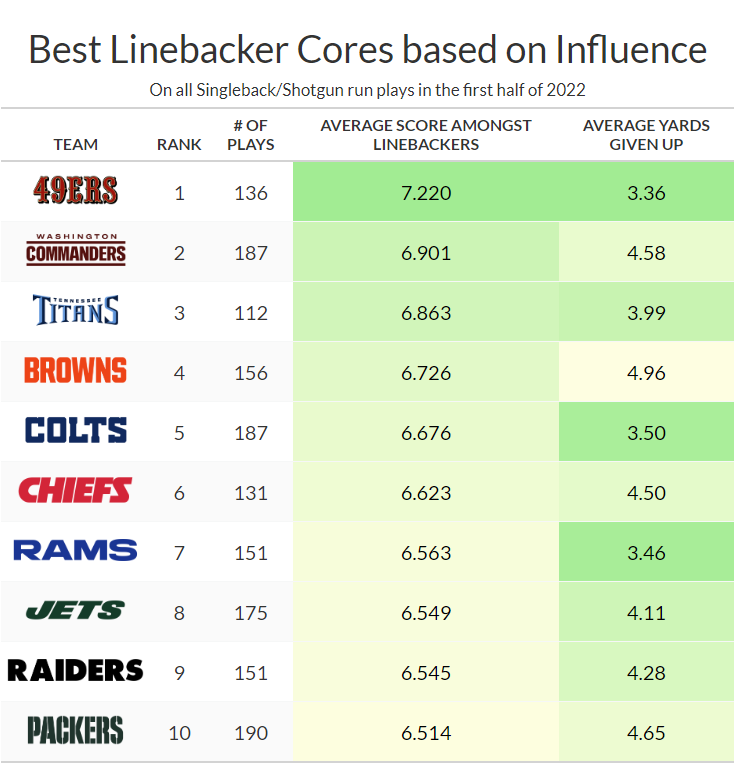 Best Linebacker Cores based on Influence
On all Singleback/Shotgun run plays in the first half of 2022
TEAM RANK # OF PLAYS AVERAGE SCORE AMONGST LINEBACKERS AVERAGE YARDS GIVEN UP
49ERS 1 136 7.220 3.36
WASHINGTON COMMANDERS 2 187 6.901 4.58
TENNESSEE TITANS 3 112 6.863 3.99
BROWNS 4 156 6.726 4.96
COLTS 5 187 6.676 3.50
CHIEFS 6 131 6.623 4.50
RAMS 7 151 6.563 3.46
JETS 8 175 6.549 4.11
RAIDERS 9 151 6.545 4.28
PACKERS 10 190 6.514 4.65